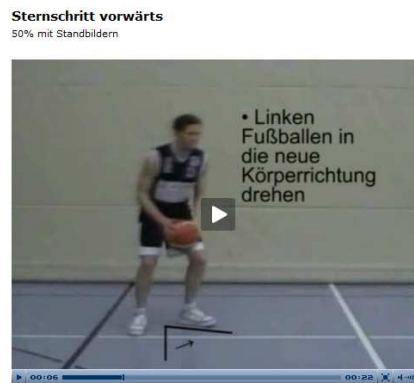 Sternschritt vorwärts
50% mit Standbildern
• Linken
Fußballen in
die neue
Körperrichtung
drehen
00:06
00:22